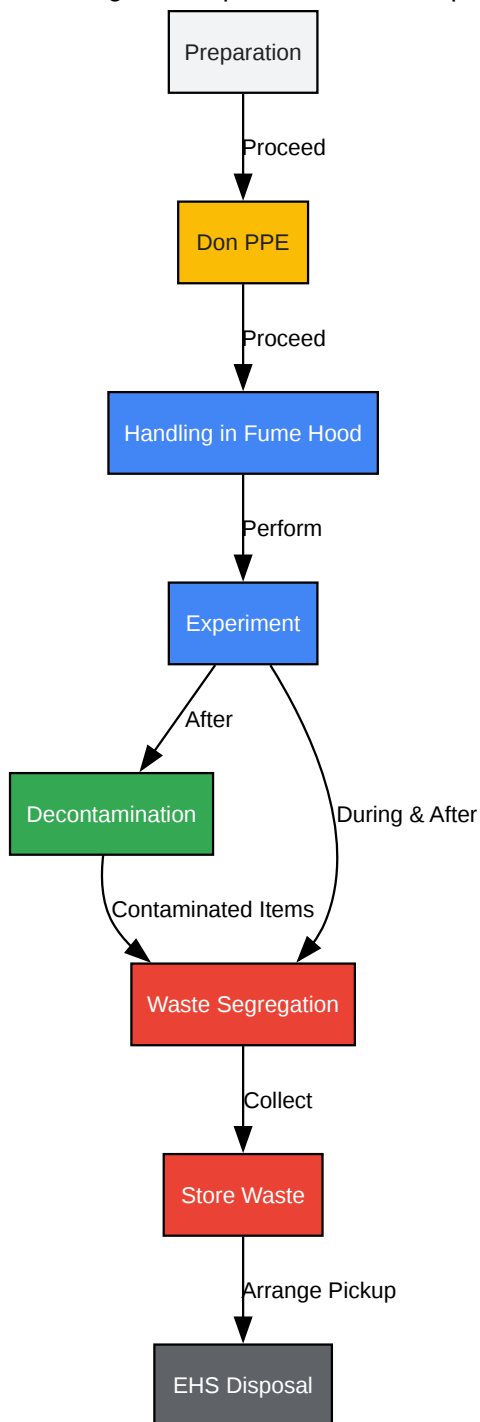 Preparation
Proceed
Don PPE
Proceed
Handling in Fume Hood
Perform
Experiment
After
Decontamination
During & After
Contaminated Items
Waste Segregation
Collect
Store Waste
Arrange Pickup
EHS Disposal